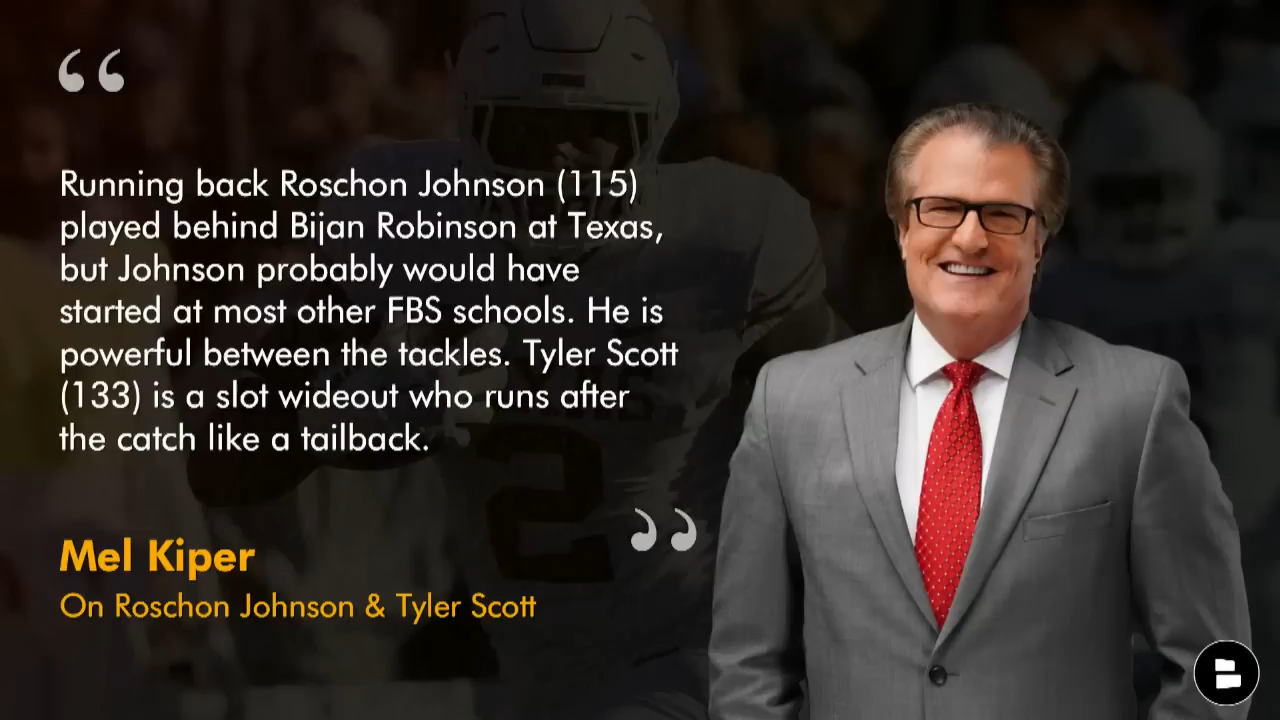 “
Running back Roschon Johnson (115)
played behind Bijan Robinson at Texas,
but Johnson probably would have
started at most other FBS schools. He is
powerful between the tackles. Tyler Scott
(133) is a slot wideout who runs after
the catch like a tailback.
”
Mel Kiper
On Roschon Johnson & Tyler Scott